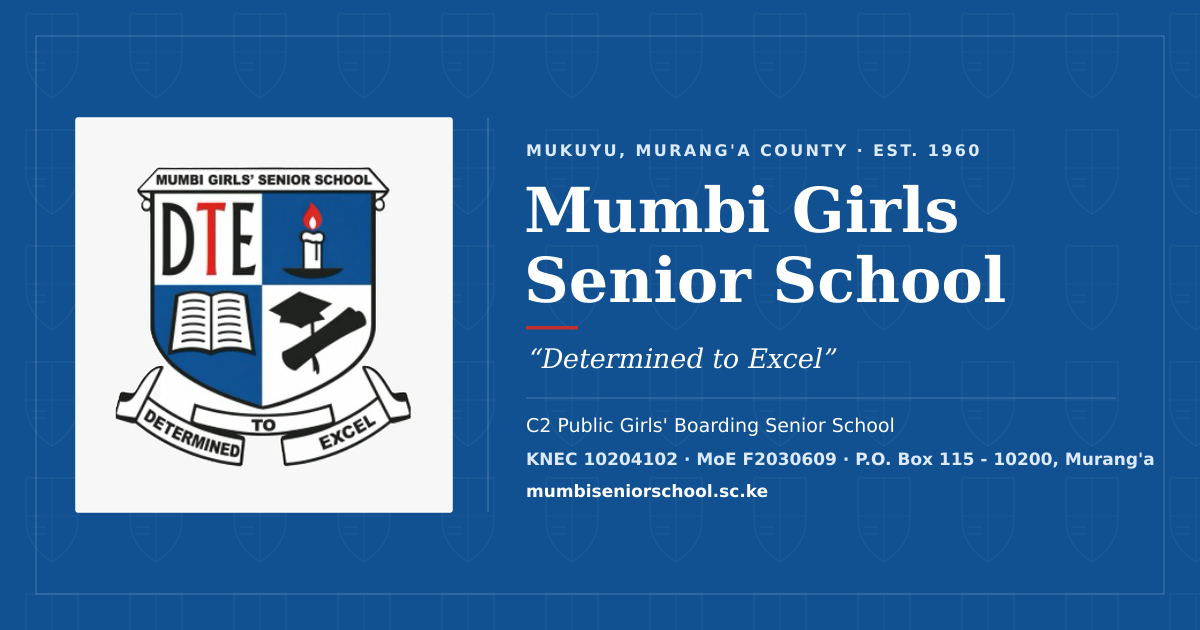 MUMBI GIRLS’ SENIOR SCHOOL
DTE
DETERMINED
TO
EXCEL
MUKUYU, MURANG'A COUNTY · EST. 1960
Mumbi Girls
Senior School
“Determined to Excel”
C2 Public Girls' Boarding Senior School
KNEC 10204102 · MoE F2030609 · P.O. Box 115 - 10200, Murang'a
mumbiseniorschool.sc.ke